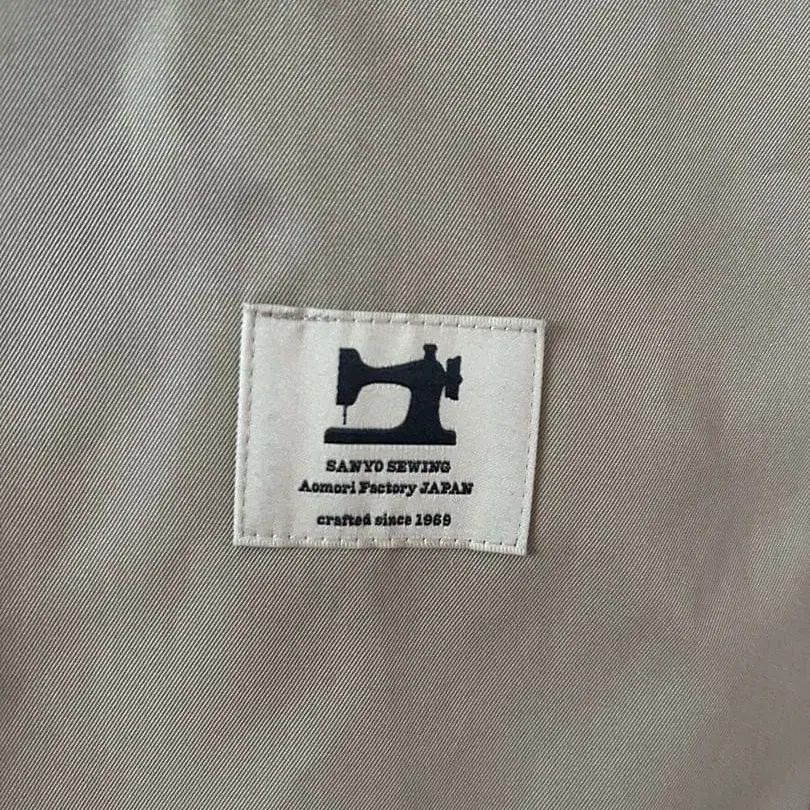 SANYO SEWING
Aomori Factory JAPAN
crafted since 1969